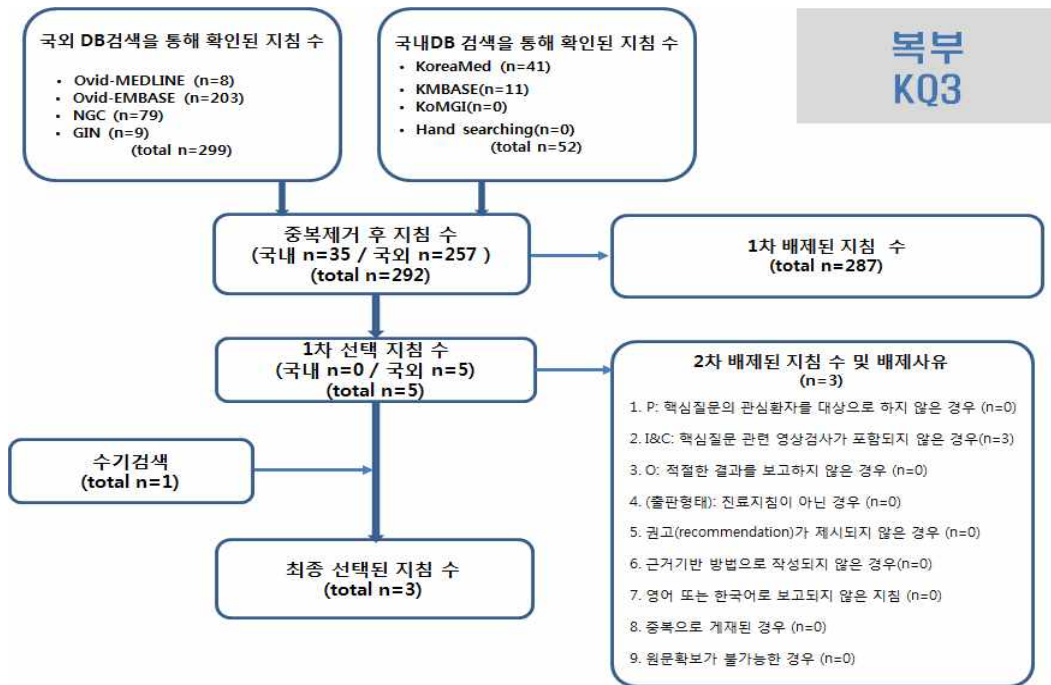 국외 DB검색을 통해 확인된 지침 수
• Ovid-MEDLINE (n=8)
• Ovid-EMBASE (n=203)
• NGC (n=79)
• GIN (n=9)
(total n=299)
국내DB 검색을 통해 확인된 지침 수
• KoreaMed (n=41)
• KMBASE(n=11)
• KoMGI(n=0)
• Hand searching(n=0)
(total n=52)
복부
KQ3
중복제거 후 지침 수
(국내 n=35 / 국외 n=257 )
(total n=292)
1차 배제된 지침 수
(total n=287)
1차 선택 지침 수
(국내 n=0 / 국외 n=5)
(total n=5)
2차 배제된 지침 수 및 배제사유
(n=3)
1. P: 핵심질문의 관심환자를 대상으로 하지 않은 경우 (n=0)
2. I&C: 핵심질문 관련 영상검사가 포함되지 않은 경우(n=3)
3. O: 적절한 결과를 보고하지 않은 경우 (n=0)
4. (출판형태): 진료지침이 아닌 경우 (n=0)
5. 권고(recommendation)가 제시되지 않은 경우 (n=0)
6. 근거기반 방법으로 작성되지 않은 경우(n=0)
7. 영어 또는 한국어로 보고되지 않은 지침 (n=0)
8. 중복으로 게재된 경우 (n=0)
9. 원문확보가 불가능한 경우 (n=0)
수기검색
(total n=1)
최종 선택된 지침 수
(total n=3)